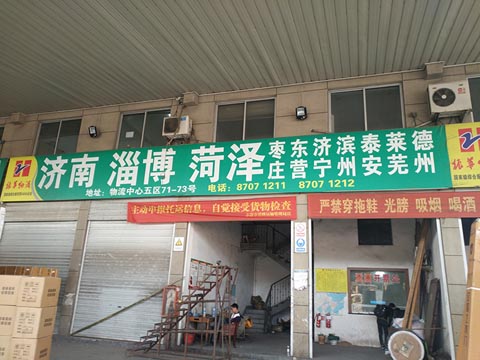 济南 淄博 菏泽
枣东济滨泰莱德
庄营宁州安芜州
地址：物流中心五区71-73号
电话：8707 1211 8707 1212
主动申报托运信息，自觉接受货物检查
严禁穿拖鞋 光膀 吸烟 喝酒